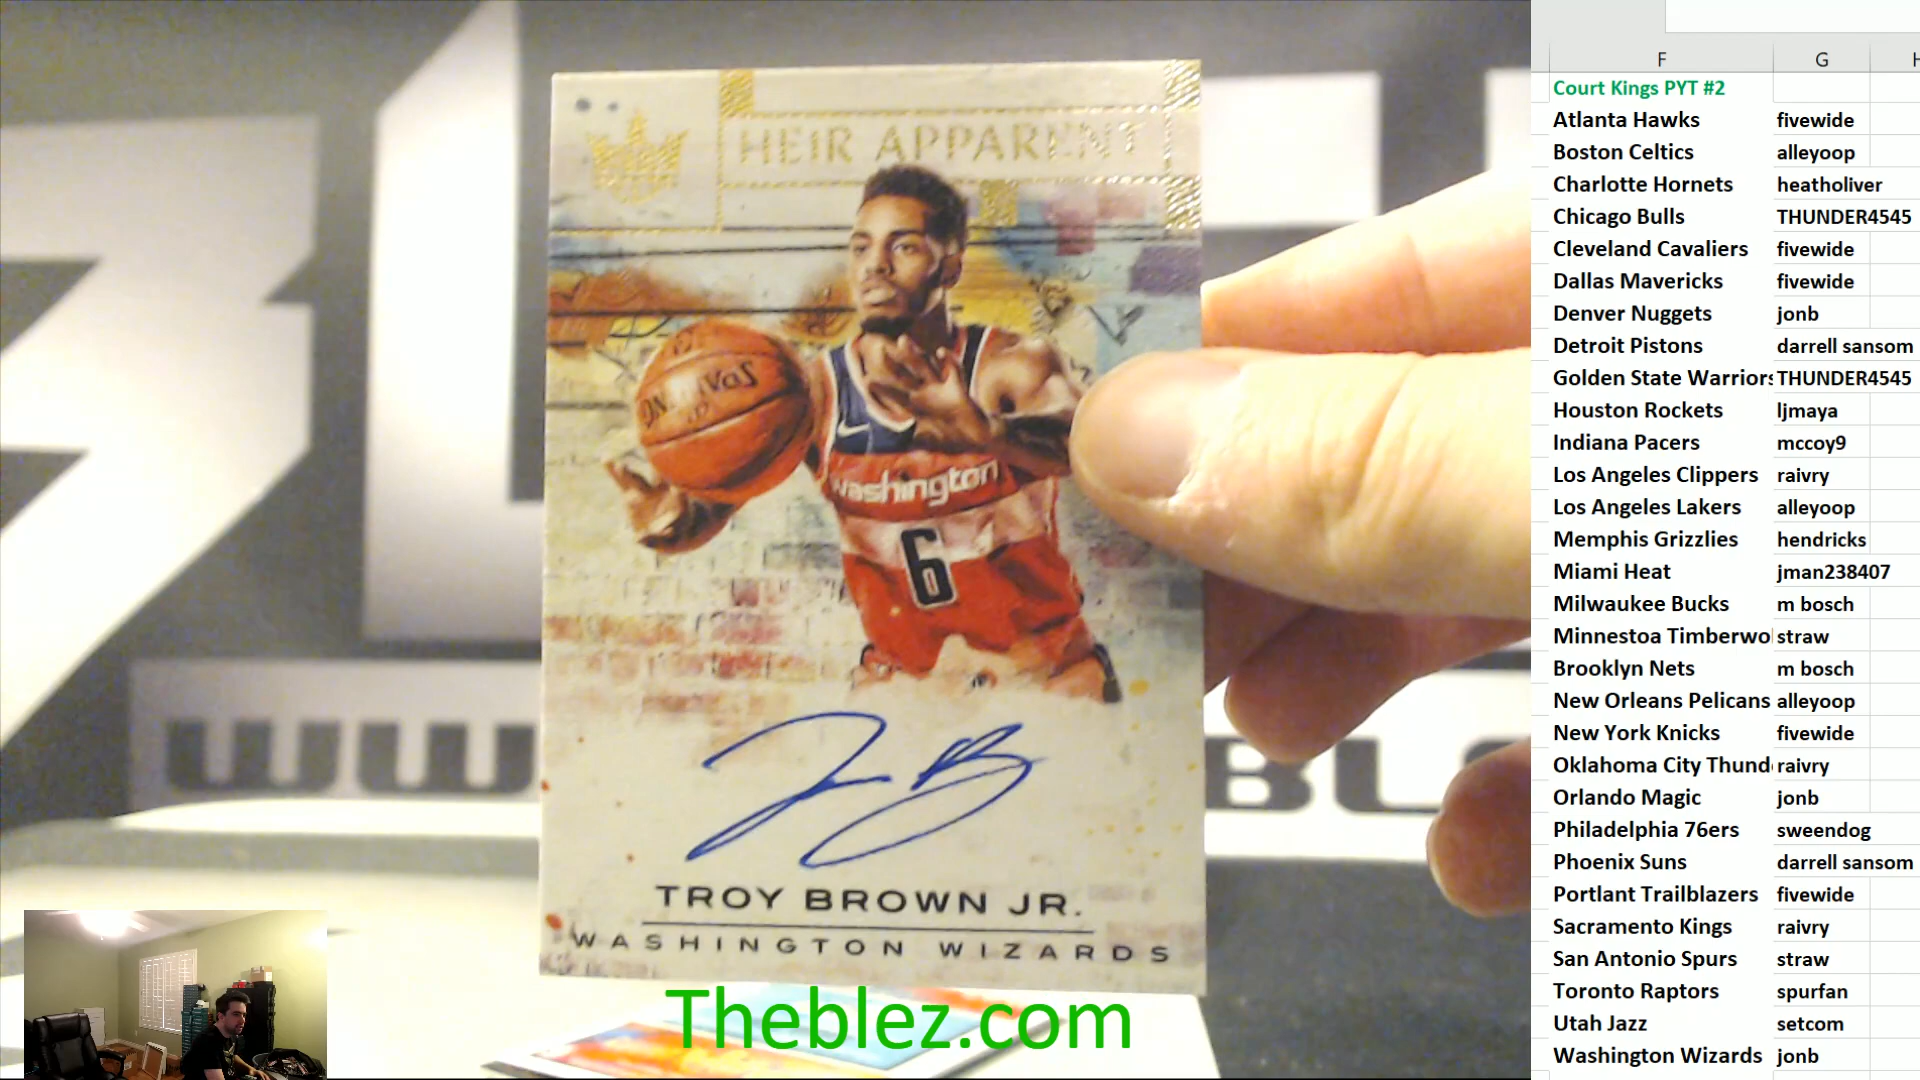 HEIR APPARENT
washington
6
TROY BROWN JR.
WASHINGTON WIZARDS
Theblez.com
F G H
Court Kings PYT #2
Atlanta Hawks fivewide
Boston Celtics alleyoop
Charlotte Hornets heatholiver
Chicago Bulls THUNDER4545
Cleveland Cavaliers fivewide
Dallas Mavericks fivewide
Denver Nuggets jonb
Detroit Pistons darrell sansom
Golden State Warriors THUNDER4545
Houston Rockets ljmaya
Indiana Pacers mccoy9
Los Angeles Clippers raivry
Los Angeles Lakers alleyoop
Memphis Grizzlies hendricks
Miami Heat jman238407
Milwaukee Bucks m bosch
Minnestoa Timberwol straw
Brooklyn Nets m bosch
New Orleans Pelicans alleyoop
New York Knicks fivewide
Oklahoma City Thund raivry
Orlando Magic jonb
Philadelphia 76ers sweendog
Phoenix Suns darrell sansom
Portlant Trailblazers fivewide
Sacramento Kings raivry
San Antonio Spurs straw
Toronto Raptors spurfan
Utah Jazz setcom
Washington Wizards jonb